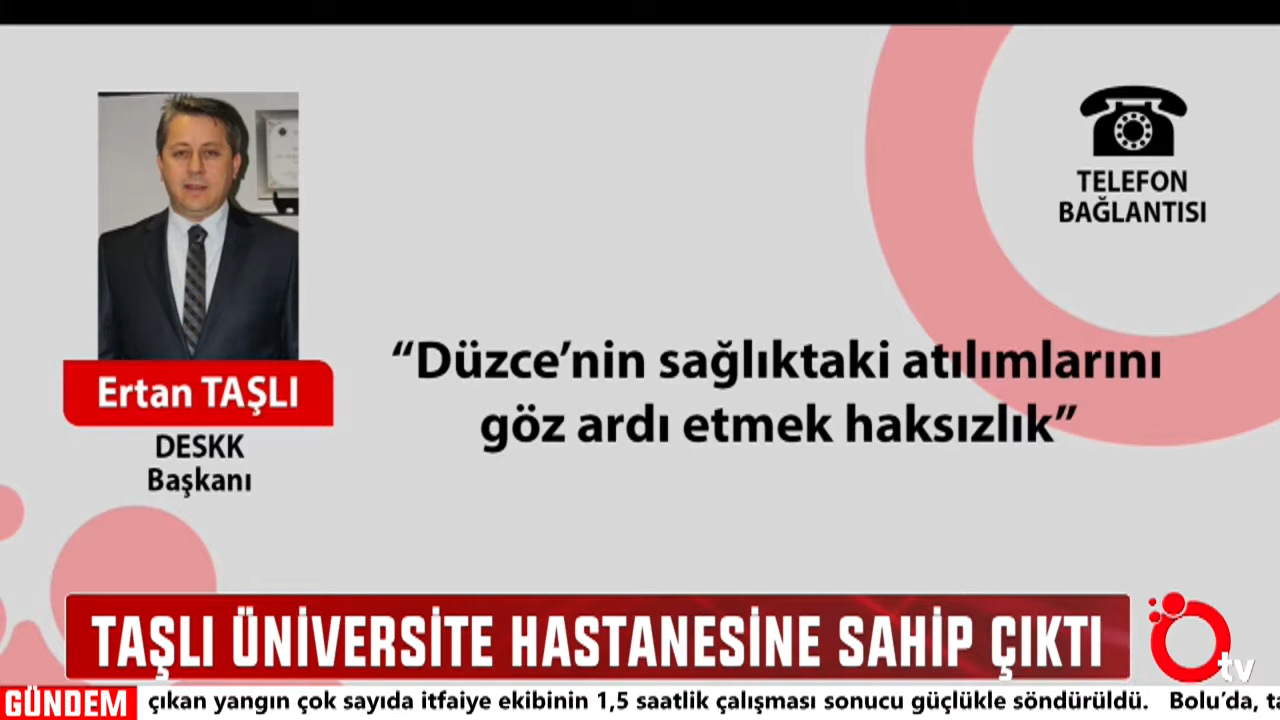 TELEFON
BAĞLANTISI
“Düzce’nin sağlıktaki atılımlarını
göz ardı etmek haksızlık”
Ertan TAŞLI
DESKK
Başkanı
TAŞLI ÜNİVERSİTE HASTANESİNE SAHİP ÇIKTI
tv
GÜNDEM çıkan yangın çok sayıda itfaiye ekibinin 1,5 saatlik çalışması sonucu güçlükle söndürüldü. Bolu’da,